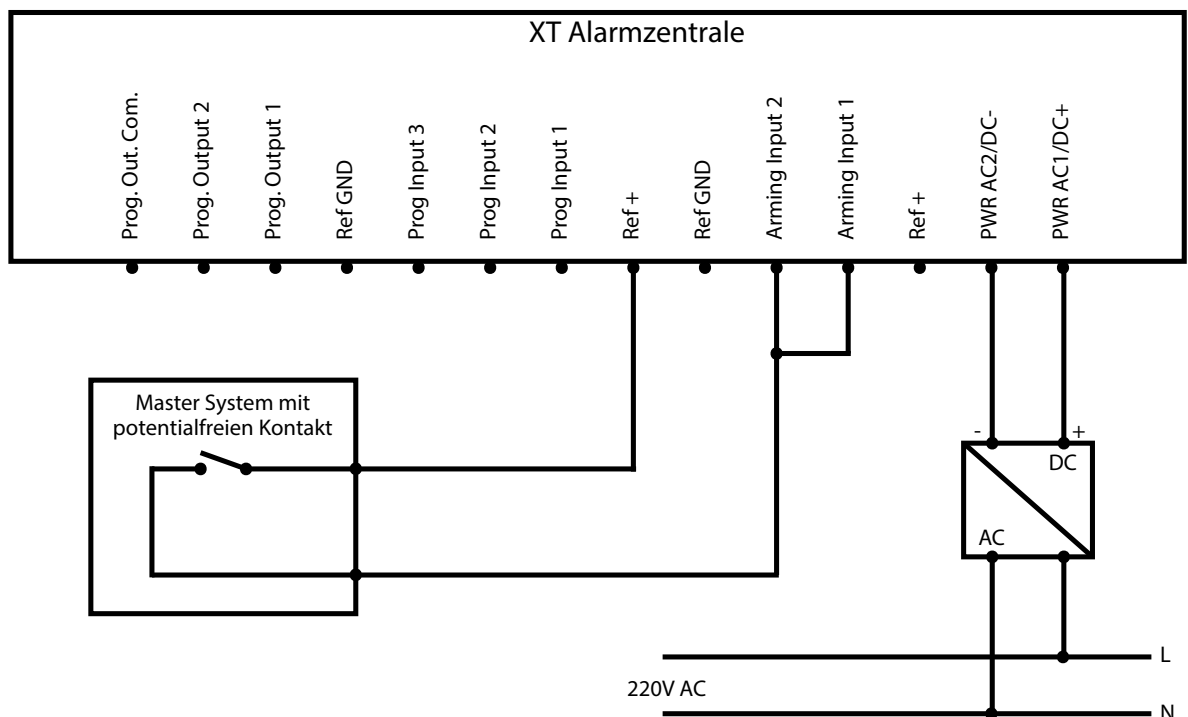 XT Alarmzentrale
Prog. Out. Com.
Prog. Output 2
Prog. Output 1
Ref GND
Prog Input 3
Prog Input 2
Prog Input 1
Ref +
Ref GND
Arming Input 2
Arming Input 1
Ref +
PWR AC2/DC-
PWR AC1/DC+
Master System mit
potentialfreien Kontakt
- +
DC
AC
L
220V AC
N